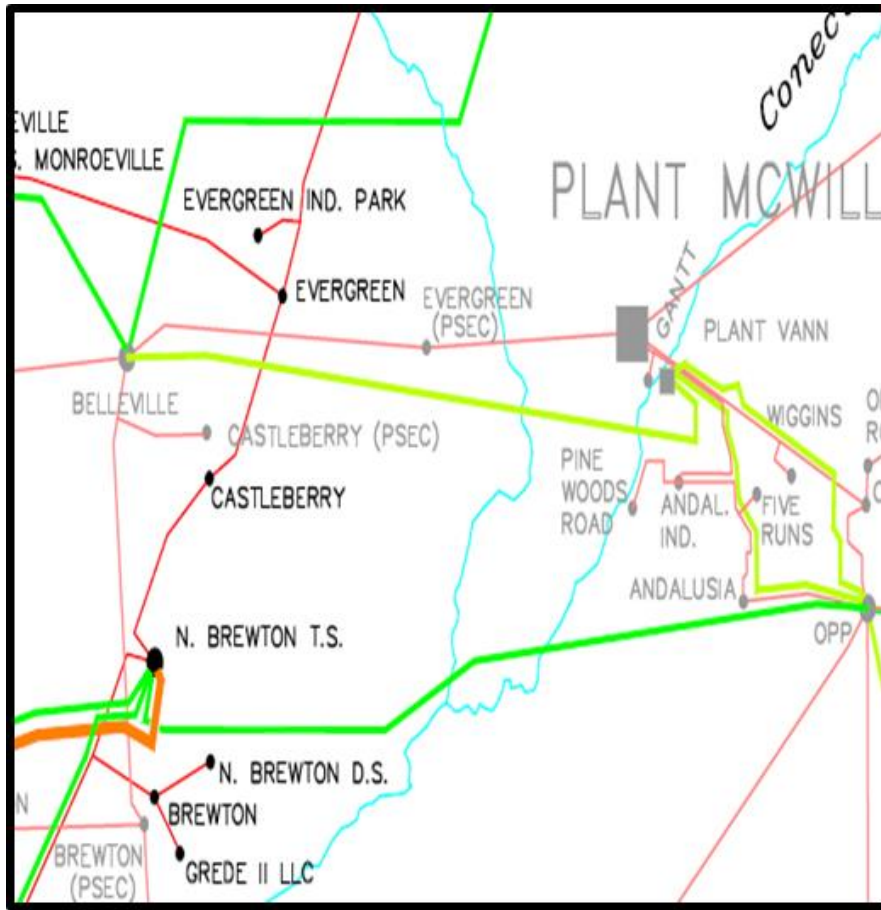 Conec
EVILLE
S. MONROEVILLE
EVERGREEN IND. PARK
PLANT MCWILL
EVERGREEN
EVERGREEN
(PSEC)
GANTT
PLANT VANN
BELLEVILLE
CASTLEBERRY (PSEC)
WIGGINS
CASTLEBERRY
PINE
WOODS
ROAD
ANDAL.
IND.
FIVE
RUNS
ANDALUSIA
N. BREWTON T.S.
OPP
N. BREWTON D.S.
N
BREWTON
BREWTON
(PSEC)
GREDE II LLC